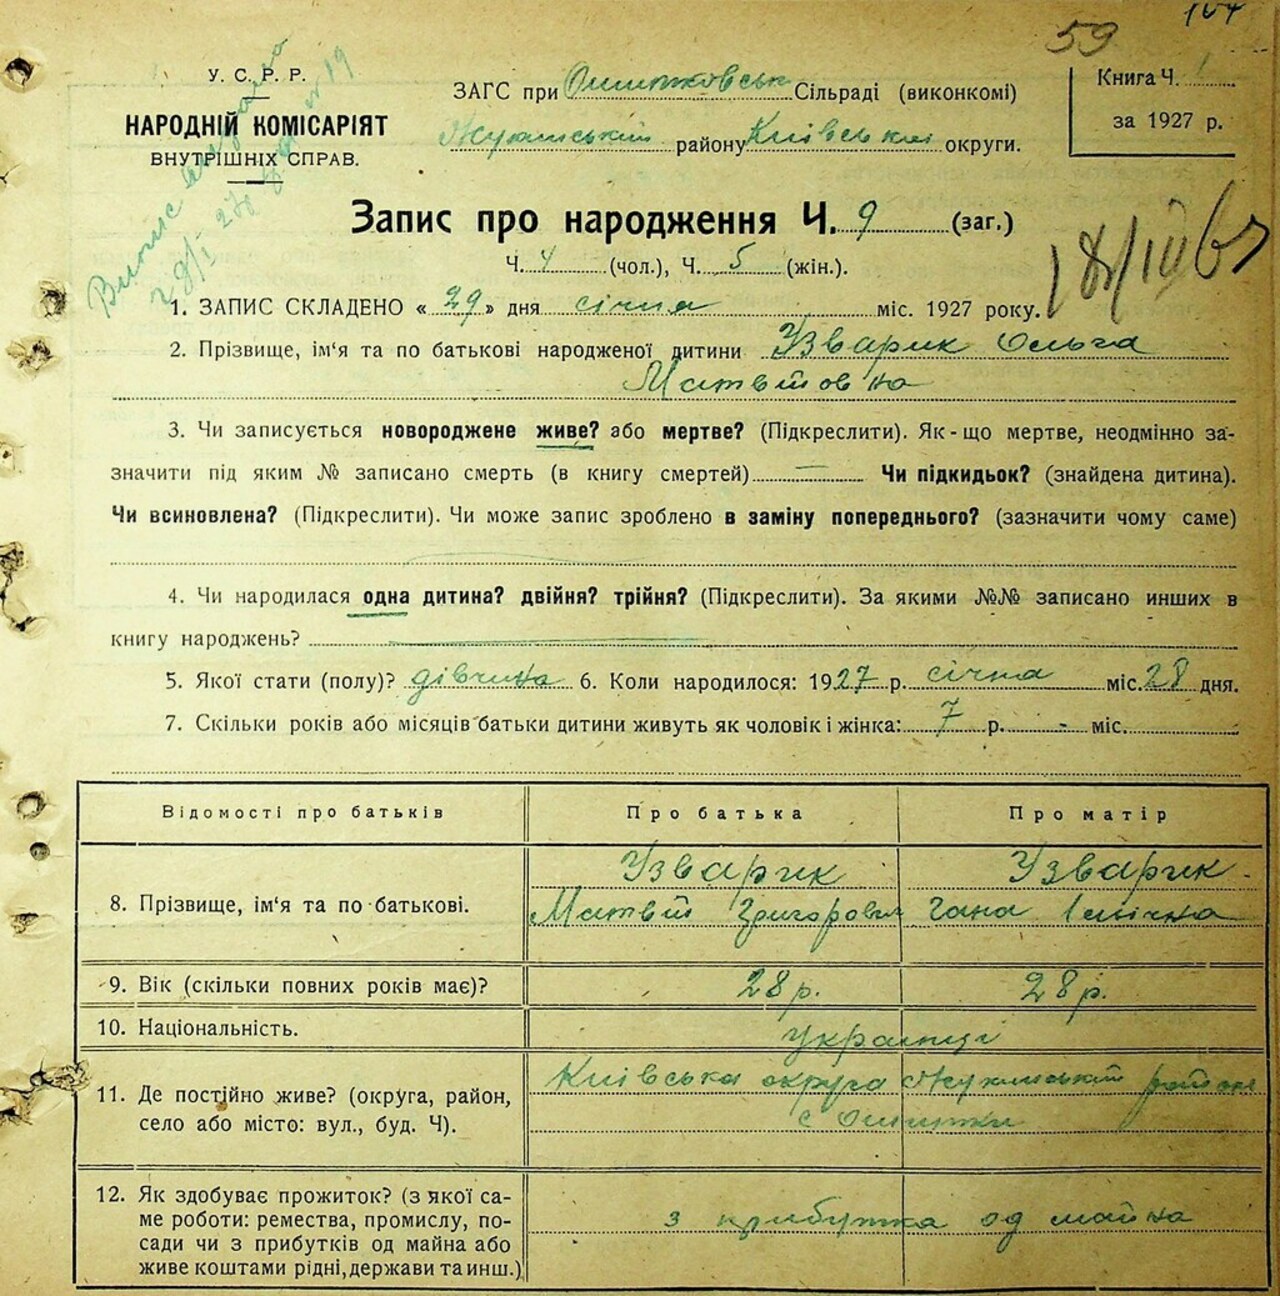 59
У. С. Р. Р.
НАРОДНІЙ КОМІСАРІЯТ
ВНУТРІШНІХ СПРАВ.
ЗАГС при Сільраді (виконкомі)
району Київської округи.
Книга Ч. 1
за 1927 р.
Запис про народження Ч. 9 (заг.)
Ч. 4 (чол.), Ч. 5 (жін.).
1. ЗАПИС СКЛАДЕНО « 29 » дня січня міс. 1927 року.
2. Прізвище, ім'я та по батькові народженої дитини Узварик Ольга
Матвійовна
3. Чи записується новороджене живе? або мертве? (Підкреслити). Як-що мертве, неодмінно за-
значити під яким № записано смерть (в книгу смертей) — Чи підкидьок? (знайдена дитина).
Чи всиновлена? (Підкреслити). Чи може запис зроблено в заміну попереднього? (зазначити чому саме)
4. Чи народилася одна дитина? двійня? трійня? (Підкреслити). За якими №№ записано инших в
книгу народжень?
5. Якої стати (полу)? дівчина 6. Коли народилося: 1927 р. січня міс. 28 дня.
7. Скільки років або місяців батьки дитини живуть як чоловік і жінка: 7 р. - міс.
Відомості про батьків Про батька Про матір
8. Прізвище, ім'я та по батькові. Узварик Узварик
Матвій Григорович Гана
9. Вік (скільки повних років має)? 28 р. 28 р.
10. Національність. українці
11. Де постійно живе? (округа, район,
село або місто: вул., буд. Ч). Київська округа район
с
12. Як здобуває прожиток? (з якої са-
ме роботи: ремества, промислу, по-
сади чи з прибутків од майна або
живе коштами рідні, держави та инш.) з прибутка од майна